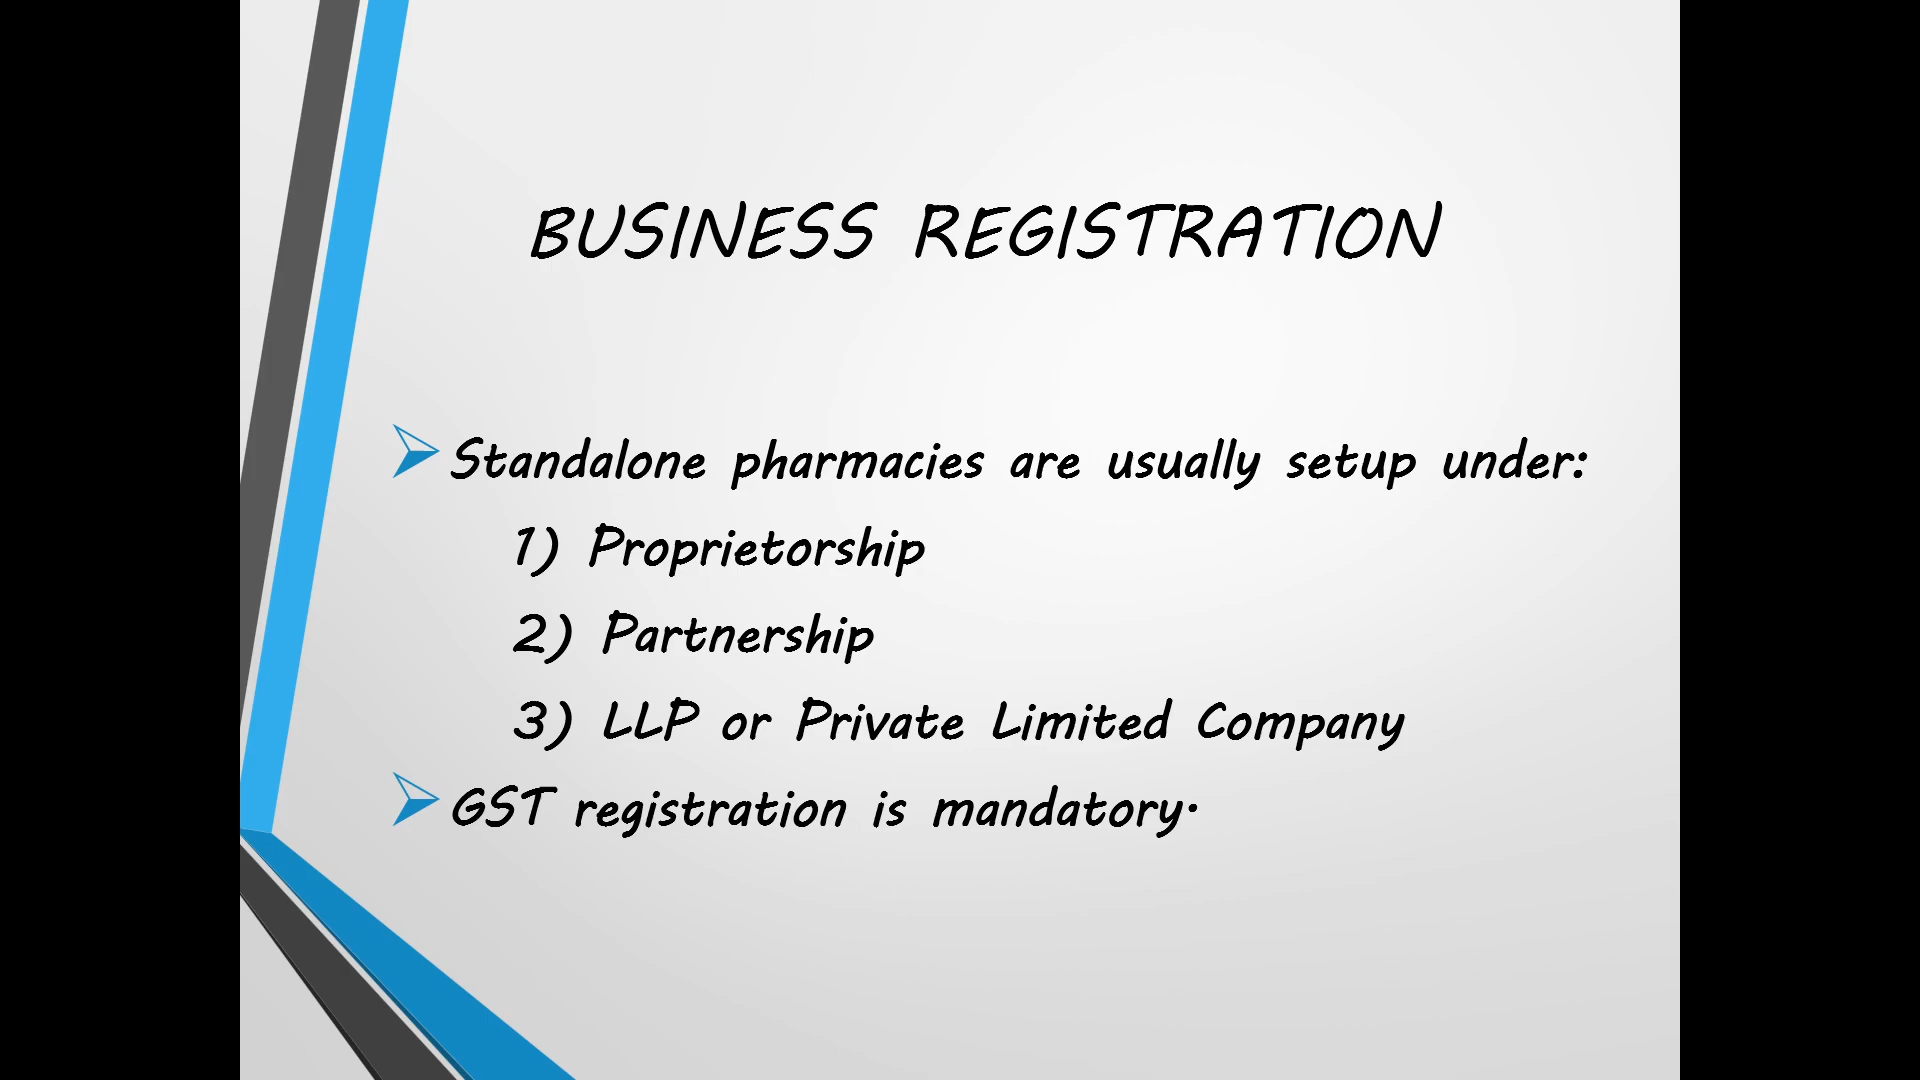 BUSINESS REGISTRATION
Standalone pharmacies are usually setup under:
1) Proprietorship
2) Partnership
3) LLP or Private Limited Company
GST registration is mandatory.